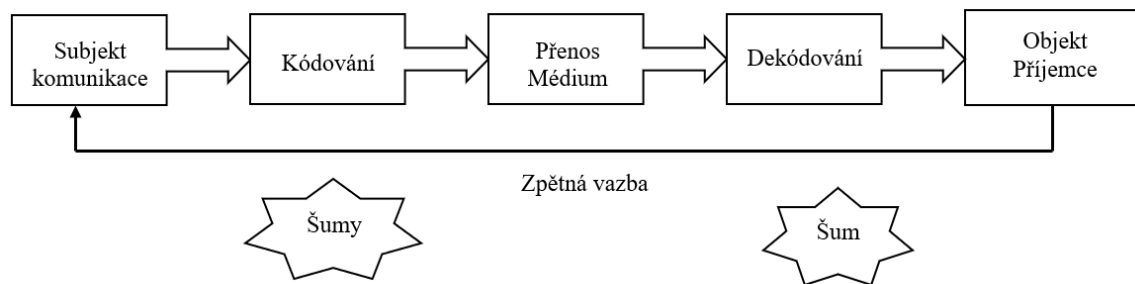 Subjekt
komunikace
Kódování
Přenos
Médium
Dekódování
Objekt
Příjemce
Zpětná vazba
Šumy
Šum